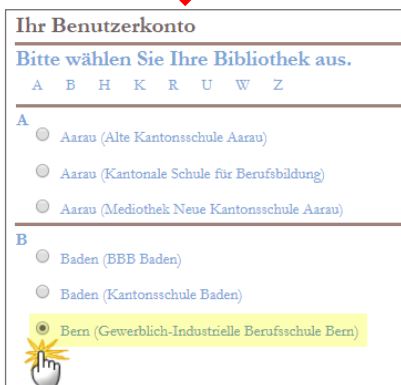 Ihr Benutzerkonto
Bitte wählen Sie Ihre Bibliothek aus.
A B H K R U W Z
A
Aarau (Alte Kantonsschule Aarau)
Aarau (Kantonale Schule für Berufsbildung)
Aarau (Mediothek Neue Kantonsschule Aarau)
B
Baden (BBB Baden)
Baden (Kantonsschule Baden)
Bern (Gewerblich-Industrielle Berufsschule Bern)